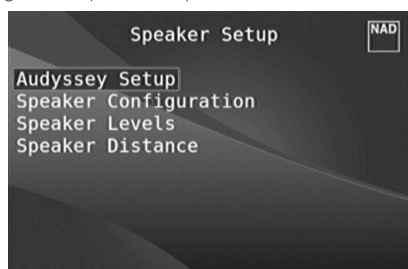 Speaker Setup
NAD
Audyssey Setup
Speaker Configuration
Speaker Levels
Speaker Distance